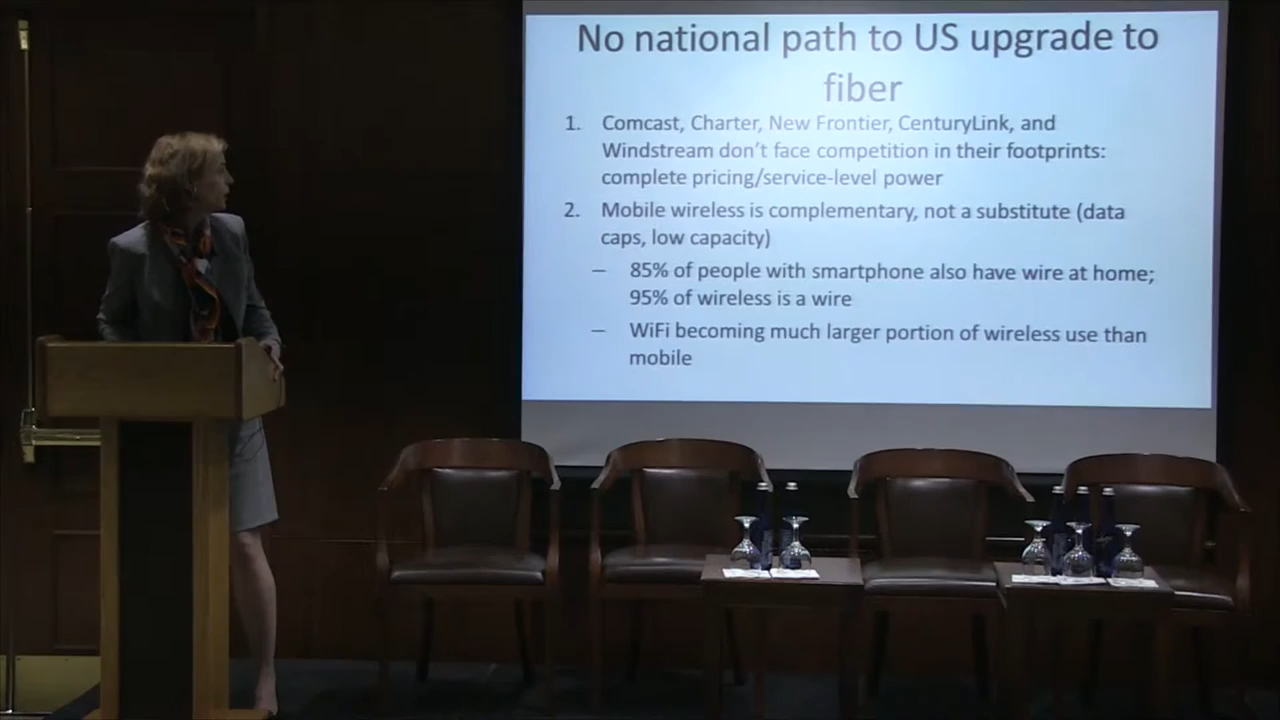 No national path to US upgrade to
fiber
1. Comcast, Charter, New Frontier, CenturyLink, and
Windstream don't face competition in their footprints:
complete pricing/service-level power
2. Mobile wireless is complementary, not a substitute (data
caps, low capacity)
– 85% of people with smartphone also have wire at home;
95% of wireless is a wire
– WiFi becoming much larger portion of wireless use than
mobile